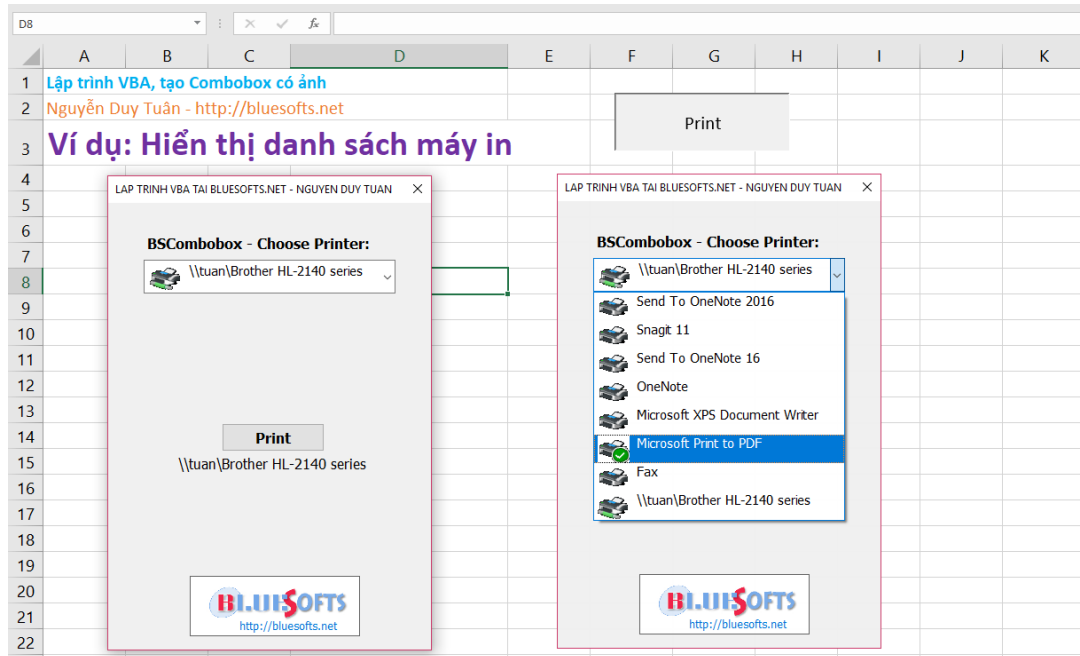 D8
fx
A B C D E F G H I J K
1 Lập trình VBA, tạo Combobox có ảnh
2 Nguyễn Duy Tuân - http://bluesofts.net
Print
3 Ví dụ: Hiển thị danh sách máy in
4
5
6
7
8
9
10
11
12
13
14
15
16
17
18
19
20
21
22
LAP TRINH VBA TAI BLUESOFTS.NET - NGUYEN DUY TUAN
BSCombobox - Choose Printer:
\\tuan\Brother HL-2140 series
Print
\\tuan\Brother HL-2140 series
BLUESOFTS
http://bluesofts.net
LAP TRINH VBA TAI BLUESOFTS.NET - NGUYEN DUY TUAN
BSCombobox - Choose Printer:
\\tuan\Brother HL-2140 series
Send To OneNote 2016
Snagit 11
Send To OneNote 16
OneNote
Microsoft XPS Document Writer
Microsoft Print to PDF
Fax
\\tuan\Brother HL-2140 series
BLUESOFTS
http://bluesofts.net